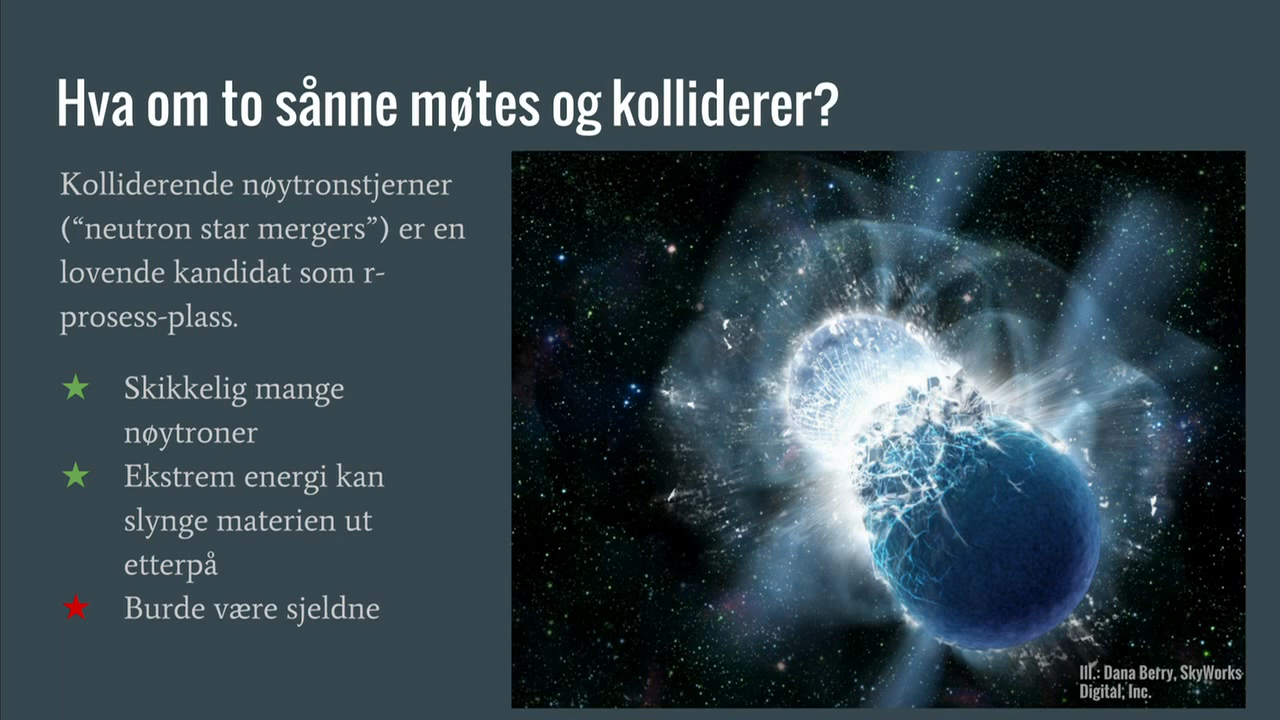 Hva om to sånne møtes og kolliderer?
Kolliderende nøytronstjerner
(“neutron star mergers”) er en
lovende kandidat som r-
prosess-plass.
Skikkelig mange
nøytroner
Ekstrem energi kan
slynge materien ut
etterpå
Burde være sjeldne
Ill.: Dana Berry, SkyWorks
Digital, Inc.